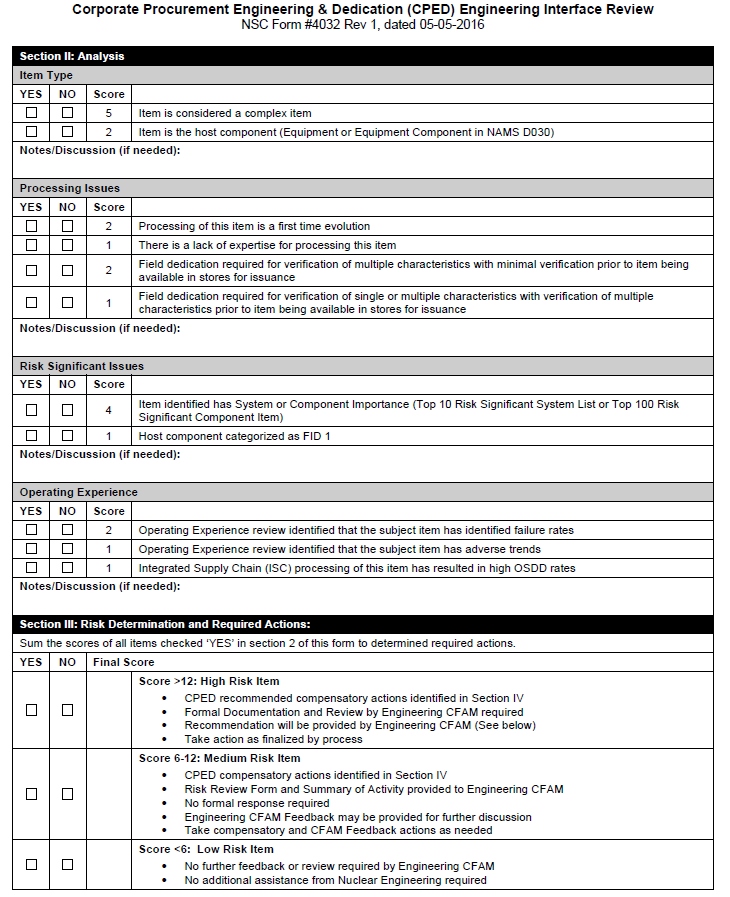 Corporate Procurement Engineering & Dedication (CPED) Engineering Interface Review
NSC Form #4032 Rev 1, dated 05-05-2016
Section II: Analysis
Item Type
YES NO Score
5 Item is considered a complex item
2 Item is the host component (Equipment or Equipment Component in NAMS D030)
Notes/Discussion (if needed):
Processing Issues
YES NO Score
2 Processing of this item is a first time evolution
1 There is a lack of expertise for processing this item
2 Field dedication required for verification of multiple characteristics with minimal verification prior to item being
available in stores for issuance
1 Field dedication required for verification of single or multiple characteristics with verification of multiple
characteristics prior to item being available in stores for issuance
Notes/Discussion (if needed):
Risk Significant Issues
YES NO Score
4 Item identified has System or Component Importance (Top 10 Risk Significant System List or Top 100 Risk
Significant Component Item)
1 Host component categorized as FID 1
Notes/Discussion (if needed):
Operating Experience
YES NO Score
2 Operating Experience review identified that the subject item has identified failure rates
1 Operating Experience review identified that the subject item has adverse trends
1 Integrated Supply Chain (ISC) processing of this item has resulted in high OSDD rates
Notes/Discussion (if needed):
Section III: Risk Determination and Required Actions:
Sum the scores of all items checked ‘YES’ in section 2 of this form to determined required actions.
YES NO Final Score
Score >12: High Risk Item
• CPED recommended compensatory actions identified in Section IV
• Formal Documentation and Review by Engineering CFAM required
• Recommendation will be provided by Engineering CFAM (See below)
• Take action as finalized by process
Score 6-12: Medium Risk Item
• CPED compensatory actions identified in Section IV
• Risk Review Form and Summary of Activity provided to Engineering CFAM
• No formal response required
• Engineering CFAM Feedback may be provided for further discussion
• Take compensatory and CFAM Feedback actions as needed
Score <6: Low Risk Item
• No further feedback or review required by Engineering CFAM
• No additional assistance from Nuclear Engineering required